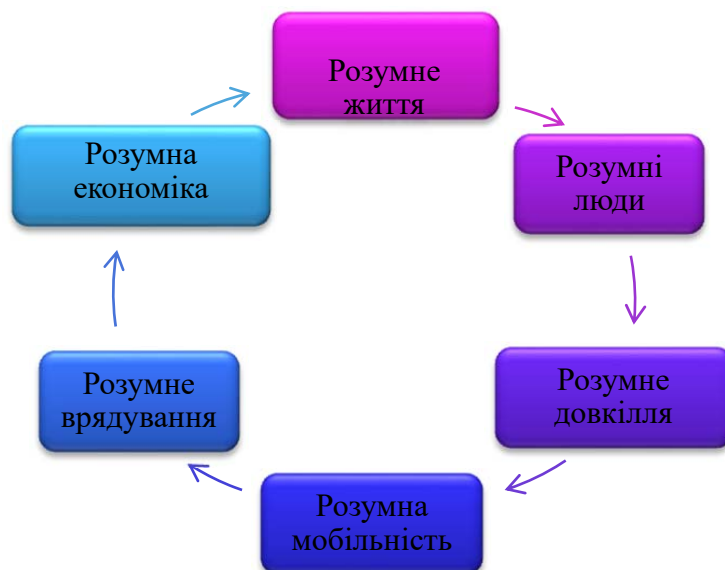 Розумне
життя
Розумні
люди
Розумне
довкілля
Розумна
мобільність
Розумне
врядування
Розумна
економіка